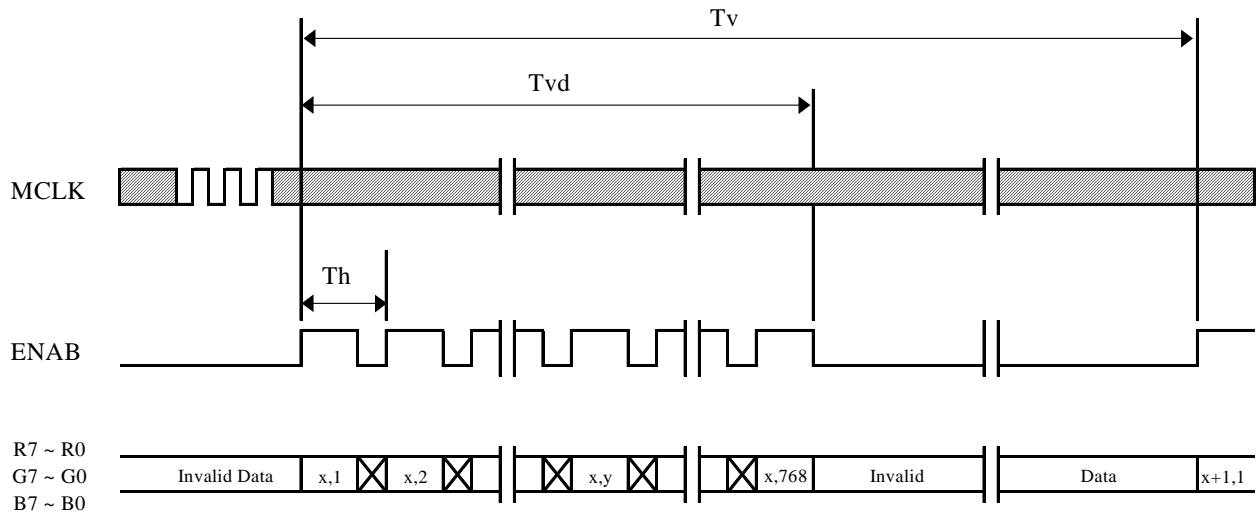 Tv
Tvd
MCLK
Th
ENAB
R7 ~ R0
G7 ~ G0
B7 ~ B0
Invalid Data x,1 x,2 x,y x,768 Invalid Data x+1,1